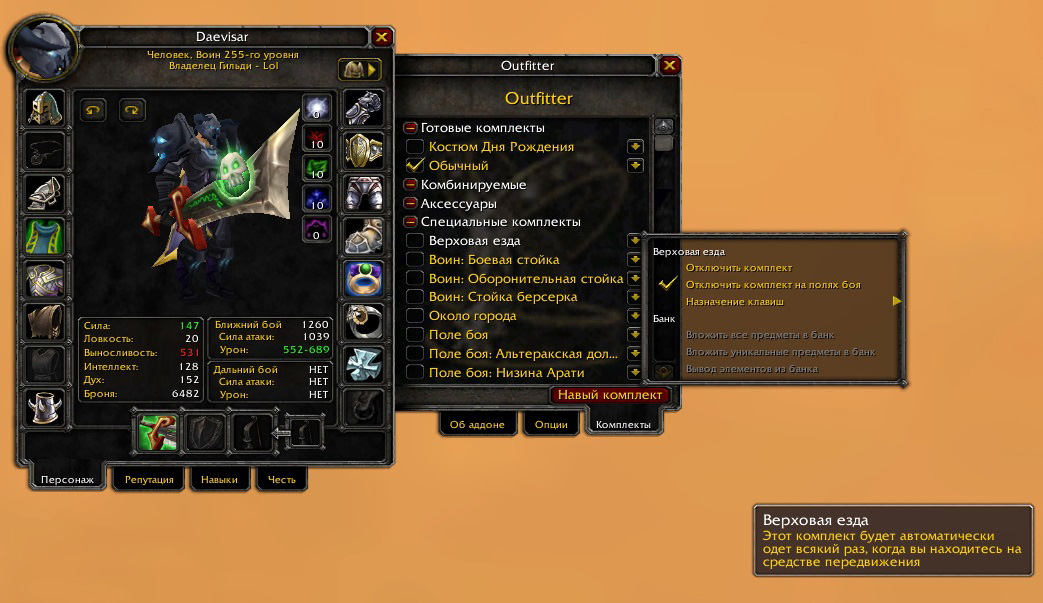 Daevisar
Человек, Воин 255-го уровня
Владелец Гильди - Lol
0
10
10
10
0
Сила: 147
Ловкость: 20
Выносливость: 531
Интеллект: 128
Дух: 152
Броня: 6482
Ближний бой 1260
Сила атаки: 1039
Урон: 552-689
Дальний бой НЕТ
Сила атаки: НЕТ
Урон: НЕТ
Персонаж
Репутация
Навыки
Честь
Outfitter
Outfitter
Готовые комплекты
Костюм Дня Рождения
Обычный
Комбинируемые
Аксессуары
Специальные комплекты
Верховая езда
Воин: Боевая стойка
Воин: Оборонительная стойка
Воин: Стойка берсерка
Около города
Поле боя
Поле боя: Альтеракская дол...
Поле боя: Низина Арати
Навый комплект
Об аддоне
Опции
Комплекты
Верховая езда
Отключить комплект
Отключить комплект на полях боя
Назначение клавиш
Банк
Вложить все предметы в банк
Вложить уникальные предметы в банк
Вывод элементов из банка
Верховая езда
Этот комплект будет автоматически
одет всякий раз, когда вы находитесь на
средстве передвижения